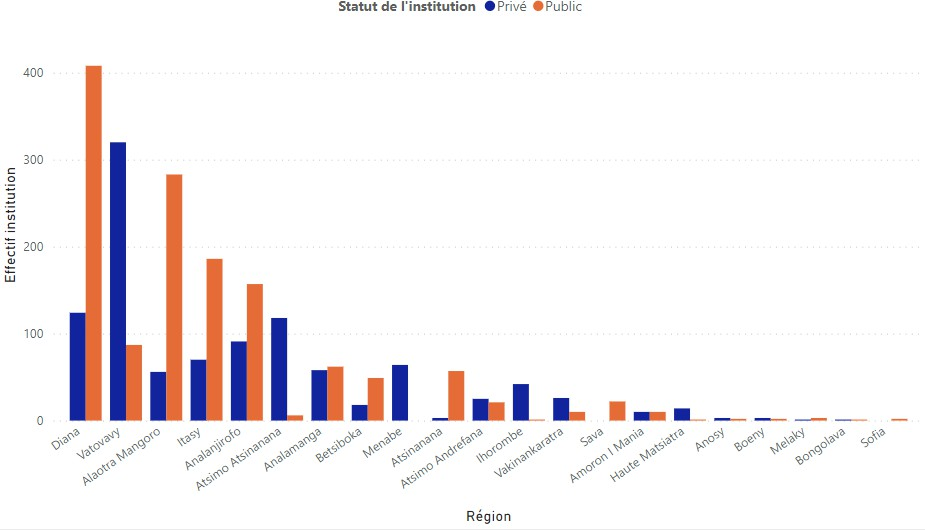 Statut de l'institution Privé Public
Effectif institution
400
300
200
100
0
Diana
Vatovavy
Alaotra Mangoro
Itasy
Analanjirofo
Atsimo Atsinanana
Analamanga
Betsiboka
Menabe
Atsinanana
Atsimo Andrefana
Ihorombe
Vakinankaratra
Sava
Amoron I Mania
Haute Matsiatra
Anosy
Boeny
Melaky
Bongolava
Sofia
Région